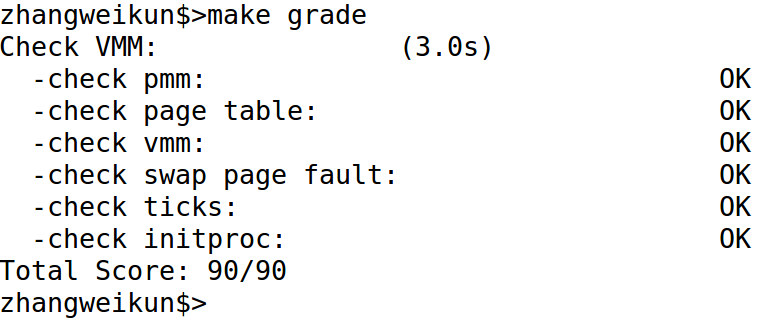 zhangweikun$>make grade
Check VMM:               (3.0s)
  -check pmm:                                OK
  -check page table:                         OK
  -check vmm:                                OK
  -check swap page fault:                    OK
  -check ticks:                              OK
  -check initproc:                           OK
Total Score: 90/90
zhangweikun$>